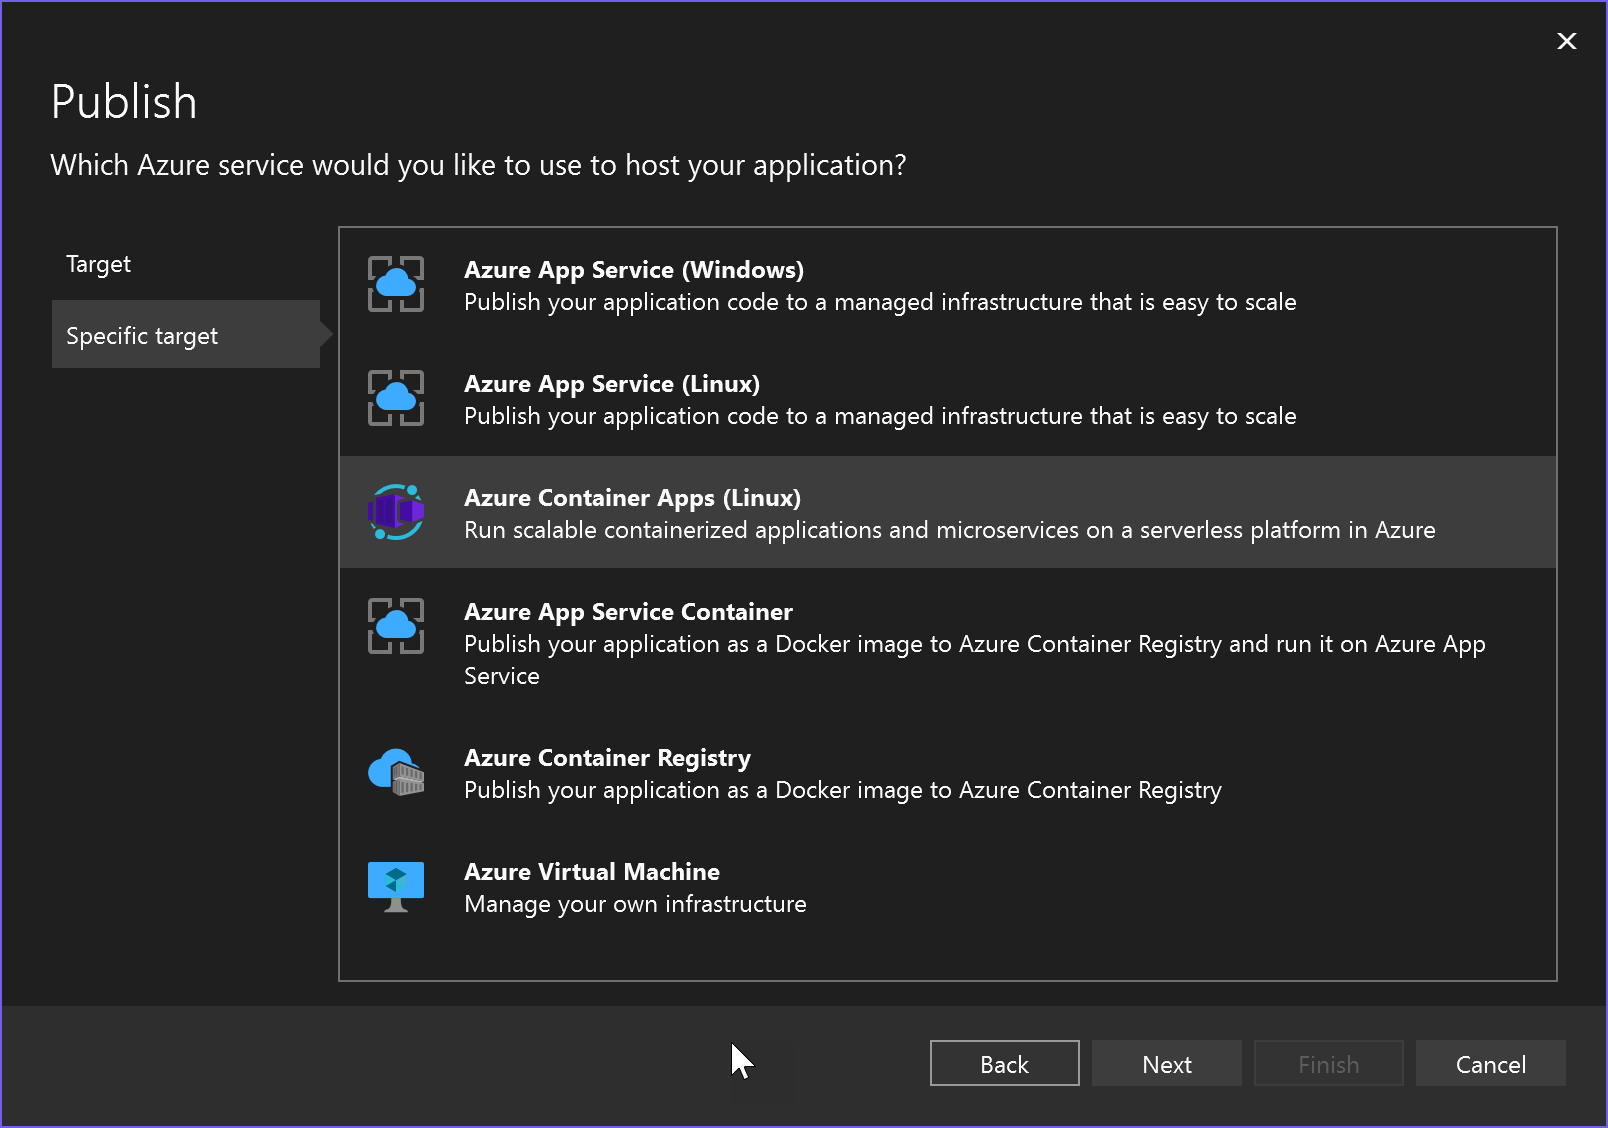 Publish
Which Azure service would you like to use to host your application?
Target
Specific target
Azure App Service (Windows)
Publish your application code to a managed infrastructure that is easy to scale
Azure App Service (Linux)
Publish your application code to a managed infrastructure that is easy to scale
Azure Container Apps (Linux)
Run scalable containerized applications and microservices on a serverless platform in Azure
Azure App Service Container
Publish your application as a Docker image to Azure Container Registry and run it on Azure App
Service
Azure Container Registry
Publish your application as a Docker image to Azure Container Registry
Azure Virtual Machine
Manage your own infrastructure
Back
Next
Finish
Cancel